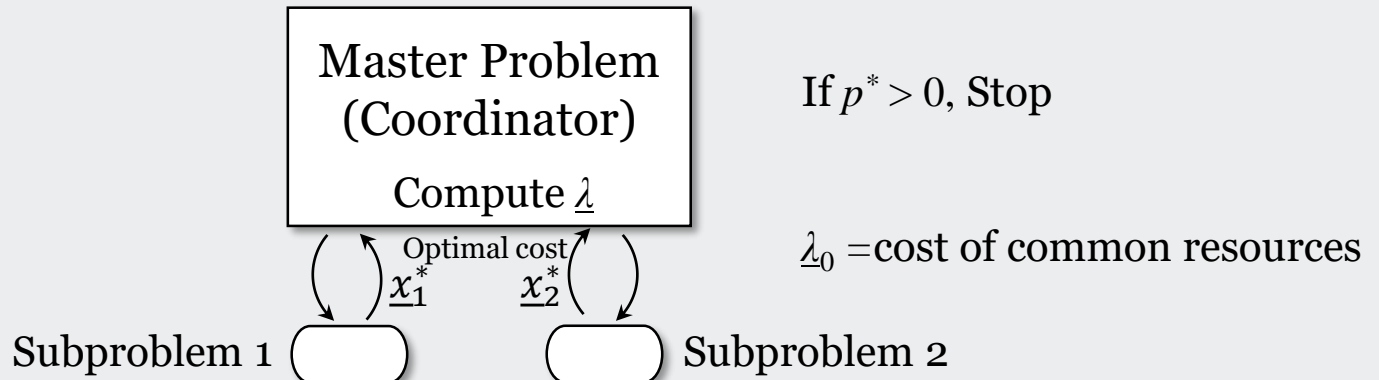 Master Problem
(Coordinator)
Compute λ̲
If p* > 0, Stop
Optimal cost
λ̲₀ =cost of common resources
x̲₁* x̲₂*
Subproblem 1
Subproblem 2